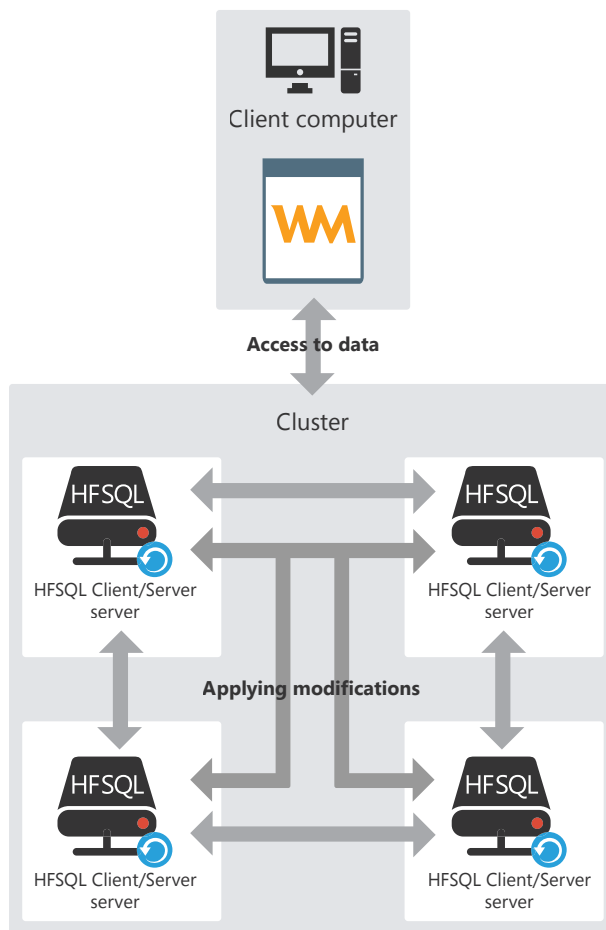 Client computer
WM
Access to data
Cluster
HFSQL
HFSQL
HFSQL Client/Server
server
HFSQL Client/Server
server
Applying modifications
HFSQL
HFSQL
HFSQL Client/Server
server
HFSQL Client/Server
server